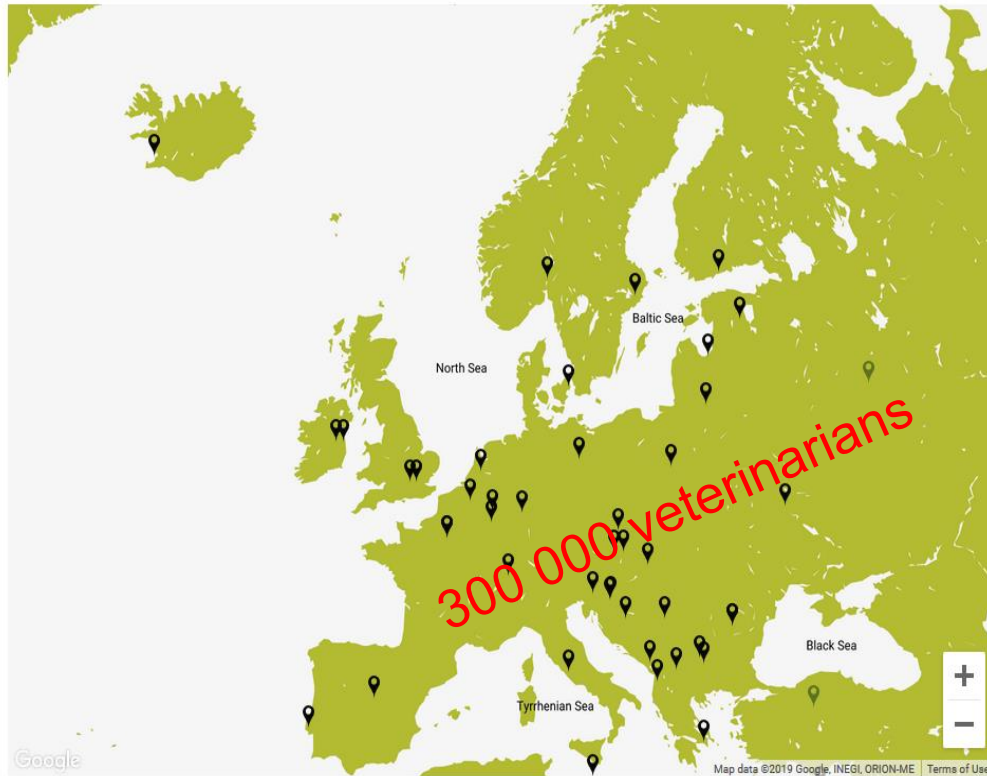 Baltic Sea
North Sea
300 000 veterinarians
Black Sea
Tyrrhenian Sea
+
−
Google
Map data ©2019 Google, INEGI, ORION-ME
Terms of Use